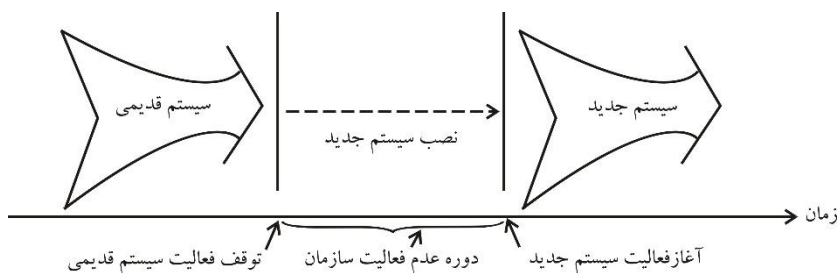 سیستم قدیمی
سیستم جدید
نصب سیستم جدید
زمان
توقف فعالیت سیستم قدیمی
دوره عدم فعالیت سازمان
آغازفعالیت سیستم جدید